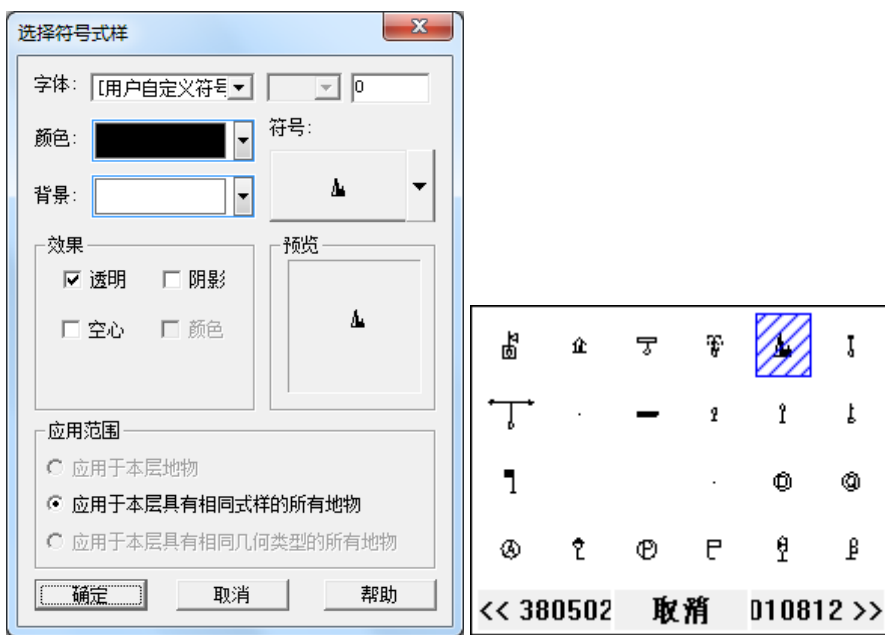 选择符号式样
字体: [用户自定义符号 0
颜色: 符号:
背景:
效果 预览
透明 阴影
空心 颜色
应用范围
应用于本层地物
应用于本层具有相同式样的所有地物
应用于本层具有相同几何类型的所有地物
确定 取消 帮助
<< 380502 取消 010812 >>